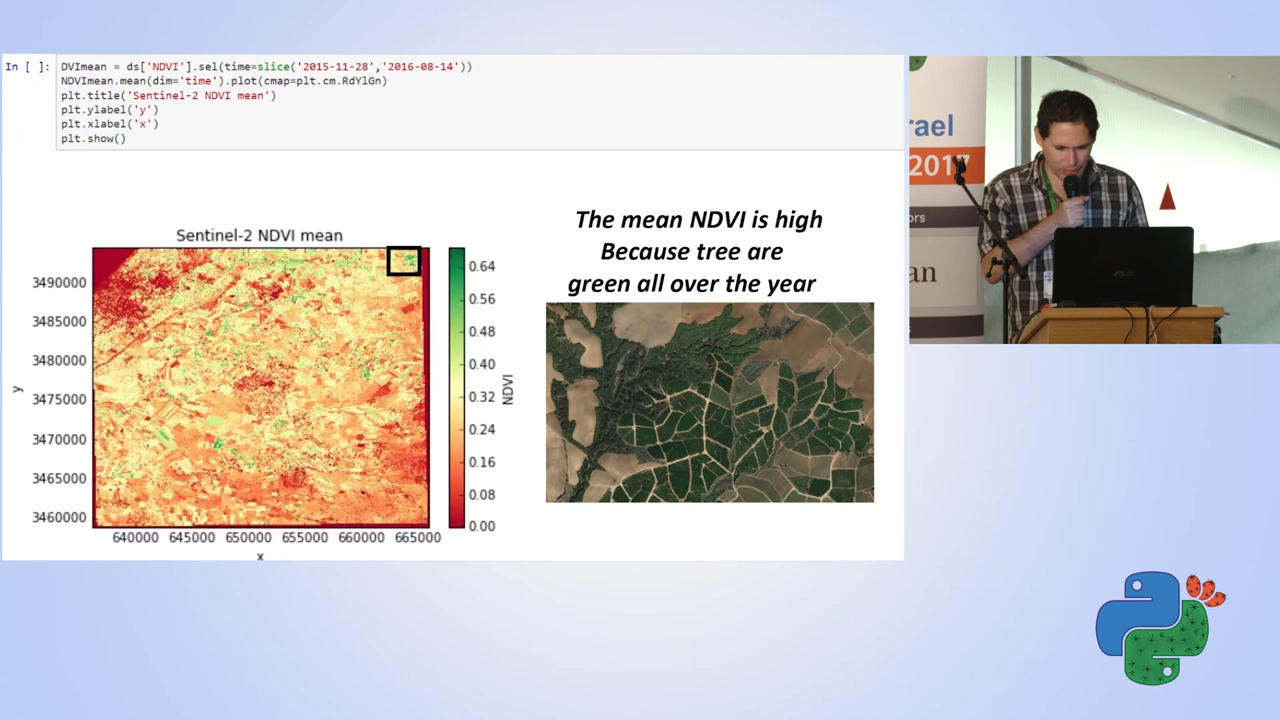 In [ ]:
DVImean = ds['NDVI'].sel(time=slice('2015-11-28','2016-08-14'))
NDVImean.mean(dim='time').plot(cmap=plt.cm.RdYlGn)
plt.title('Sentinel-2 NDVI mean')
plt.ylabel('y')
plt.xlabel('x')
plt.show()
The mean NDVI is high
Because tree are
green all over the year
Sentinel-2 NDVI mean
3490000
3485000
3480000
3475000
3470000
3465000
3460000
y
640000 645000 650000 655000 660000 665000
x
0.64
0.56
0.48
0.40
0.32
0.24
0.16
0.08
0.00
NDVI
rael
2017
ors
an
ASUS